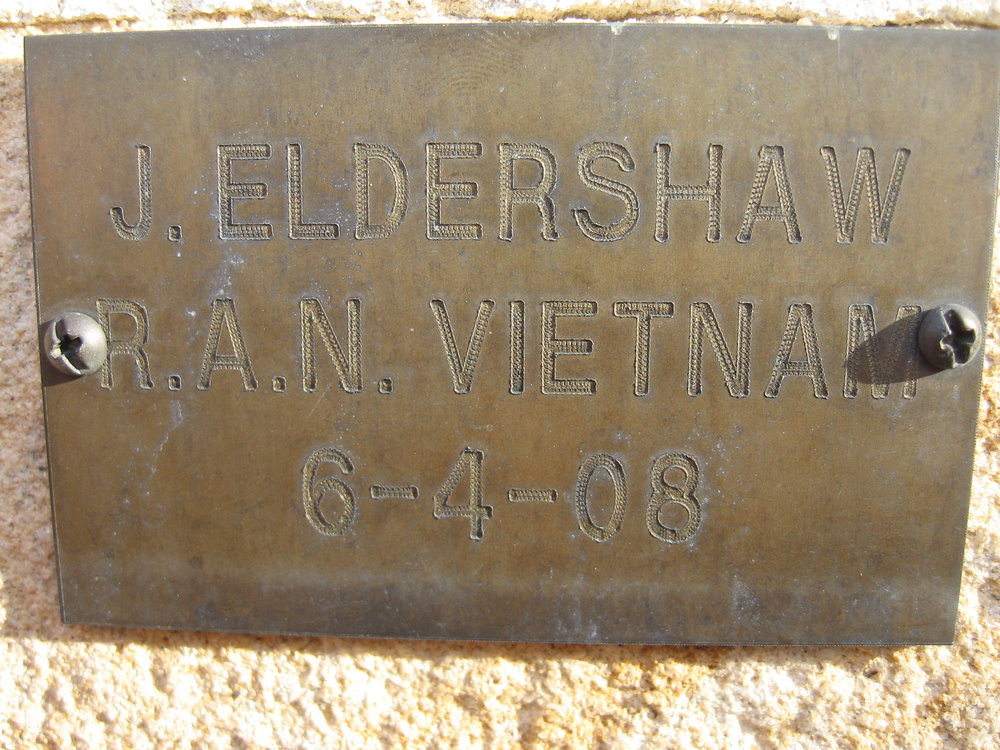 J. ELDERSHAW
R.A.N. VIETNAM
6-4-08